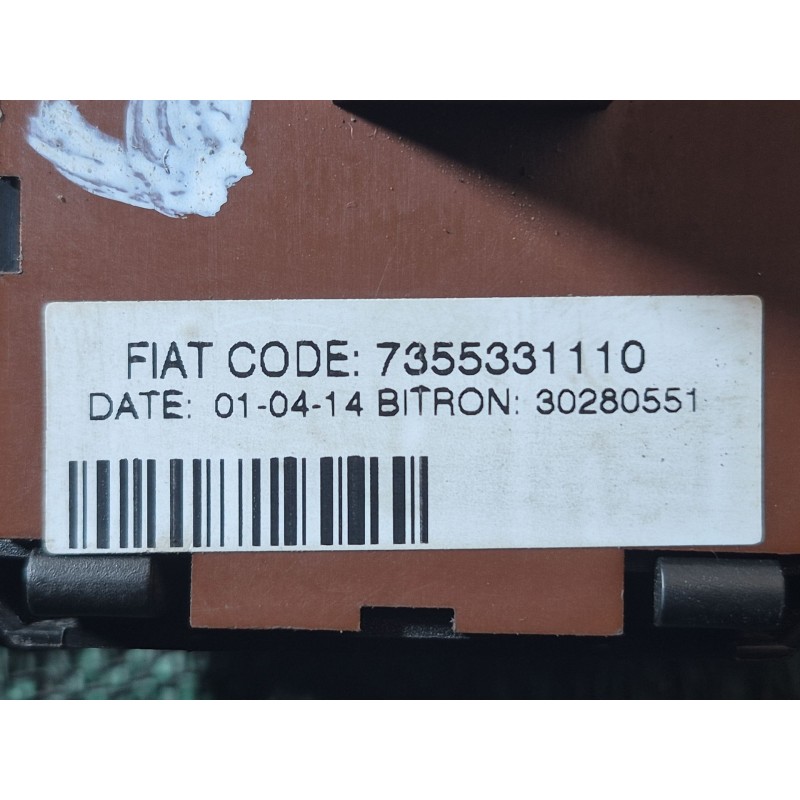 FIAT CODE: 7355331110
DATE: 01-04-14 BITRON: 30280551